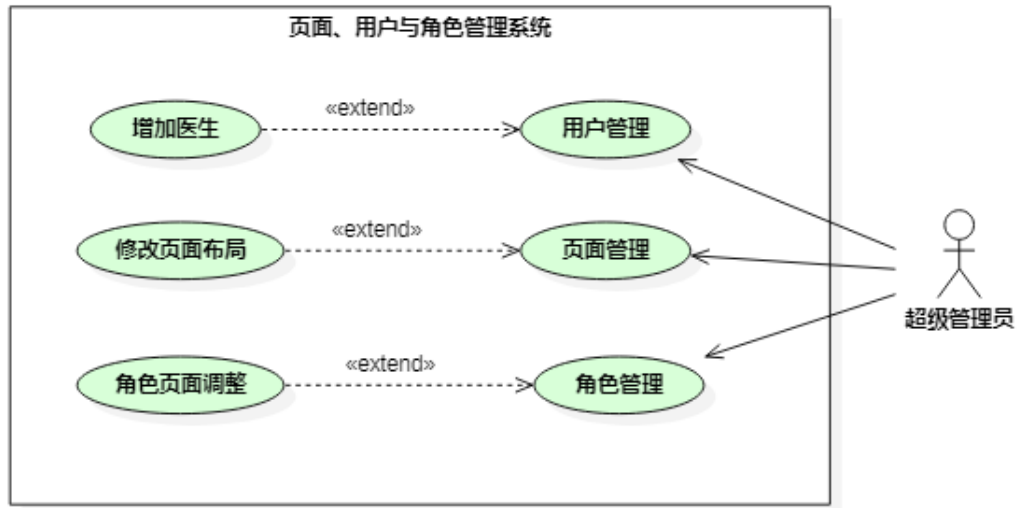 页面、用户与角色管理系统
增加医生
«extend»
用户管理
修改页面布局
«extend»
页面管理
超级管理员
角色页面调整
«extend»
角色管理